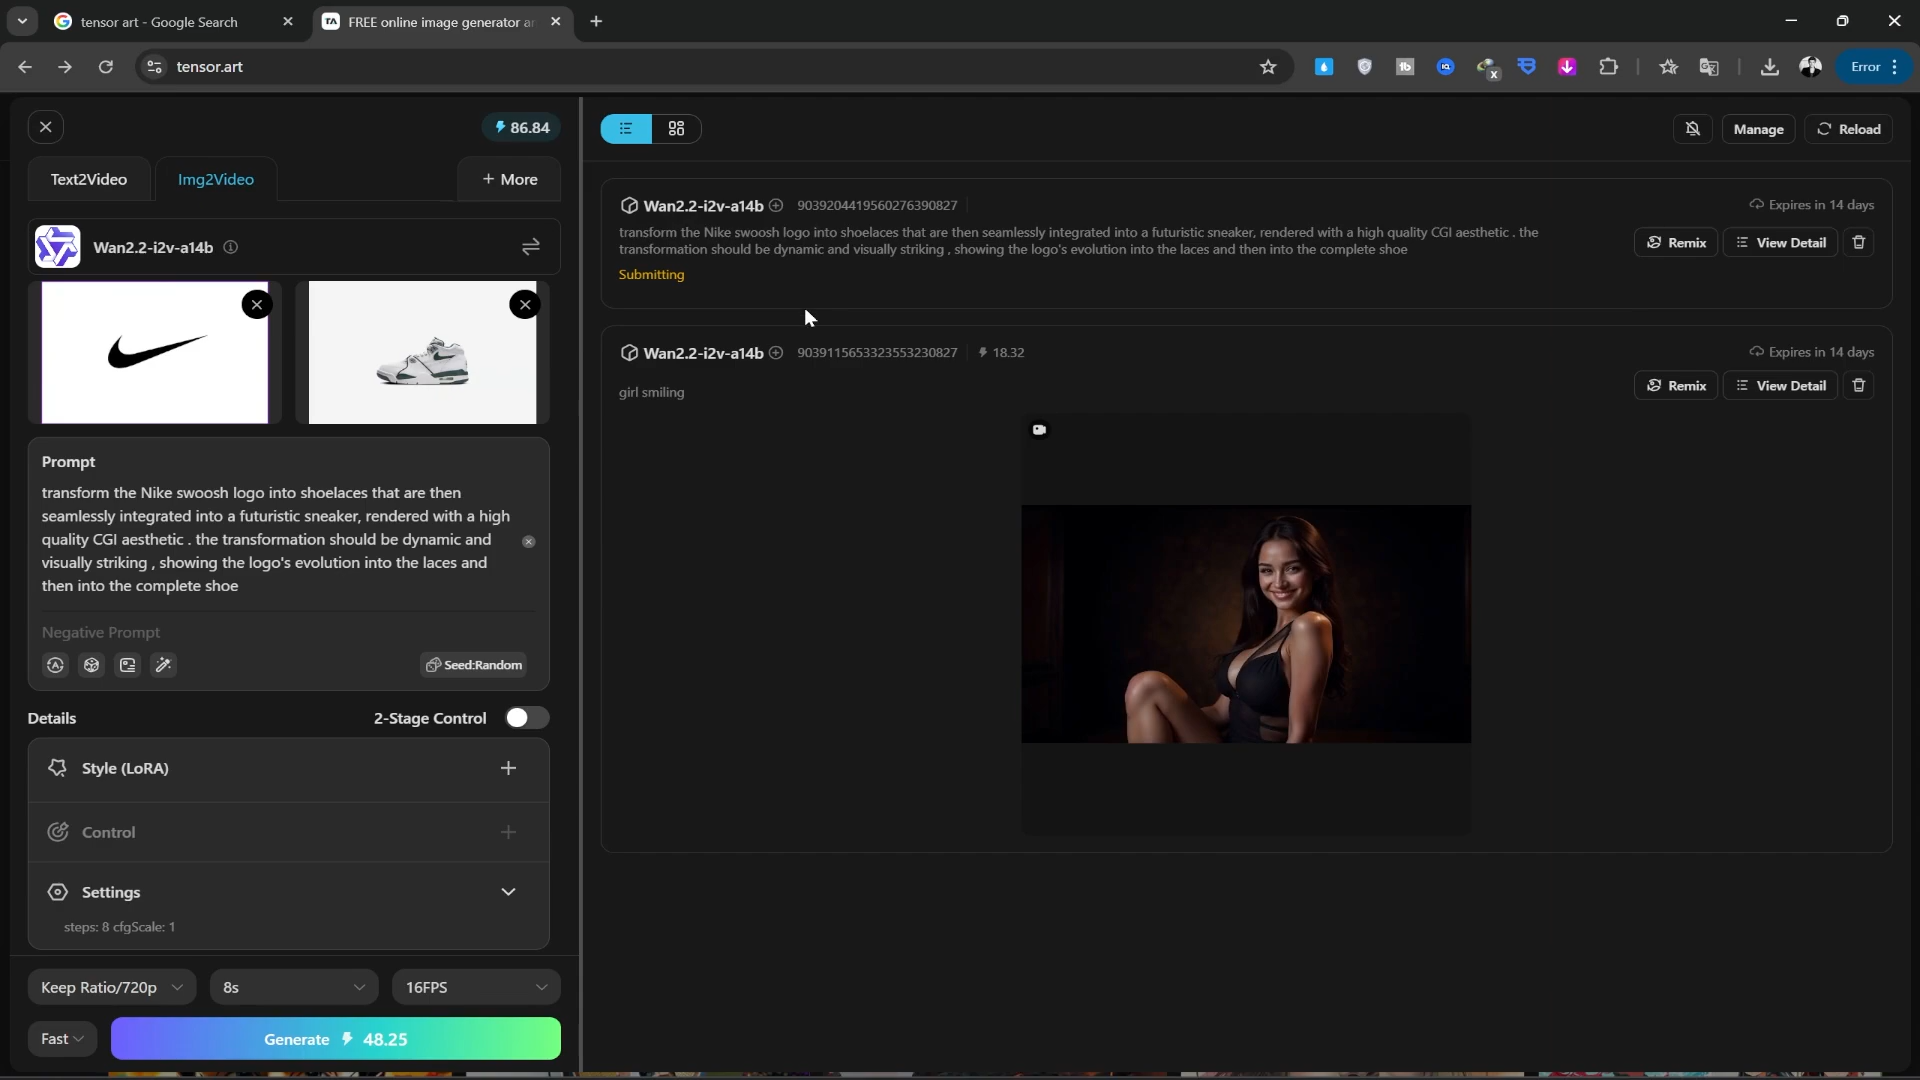 tensor art - Google Search
TA
FREE online image generator an
tensor.art
Error
86.84
Manage
Reload
Text2Video
Img2Video
+ More
Wan2.2-i2v-a14b
Prompt
transform the Nike swoosh logo into shoelaces that are then
seamlessly integrated into a futuristic sneaker, rendered with a high
quality CGI aesthetic . the transformation should be dynamic and
visually striking , showing the logo's evolution into the laces and
then into the complete shoe
Negative Prompt
Seed:Random
Details
2-Stage Control
Style (LoRA)
Control
Settings
steps: 8 cfgScale: 1
Keep Ratio/720p
8s
16FPS
Fast
Generate 48.25
Wan2.2-i2v-a14b 903920441956027639​0827
Expires in 14 days
transform the Nike swoosh logo into shoelaces that are then seamlessly integrated into a futuristic sneaker, rendered with a high quality CGI aesthetic . the
transformation should be dynamic and visually striking , showing the logo's evolution into the laces and then into the complete shoe
Remix
View Detail
Submitting
Wan2.2-i2v-a14b 903911565332355323​0827 18.32
Expires in 14 days
girl smiling
Remix
View Detail